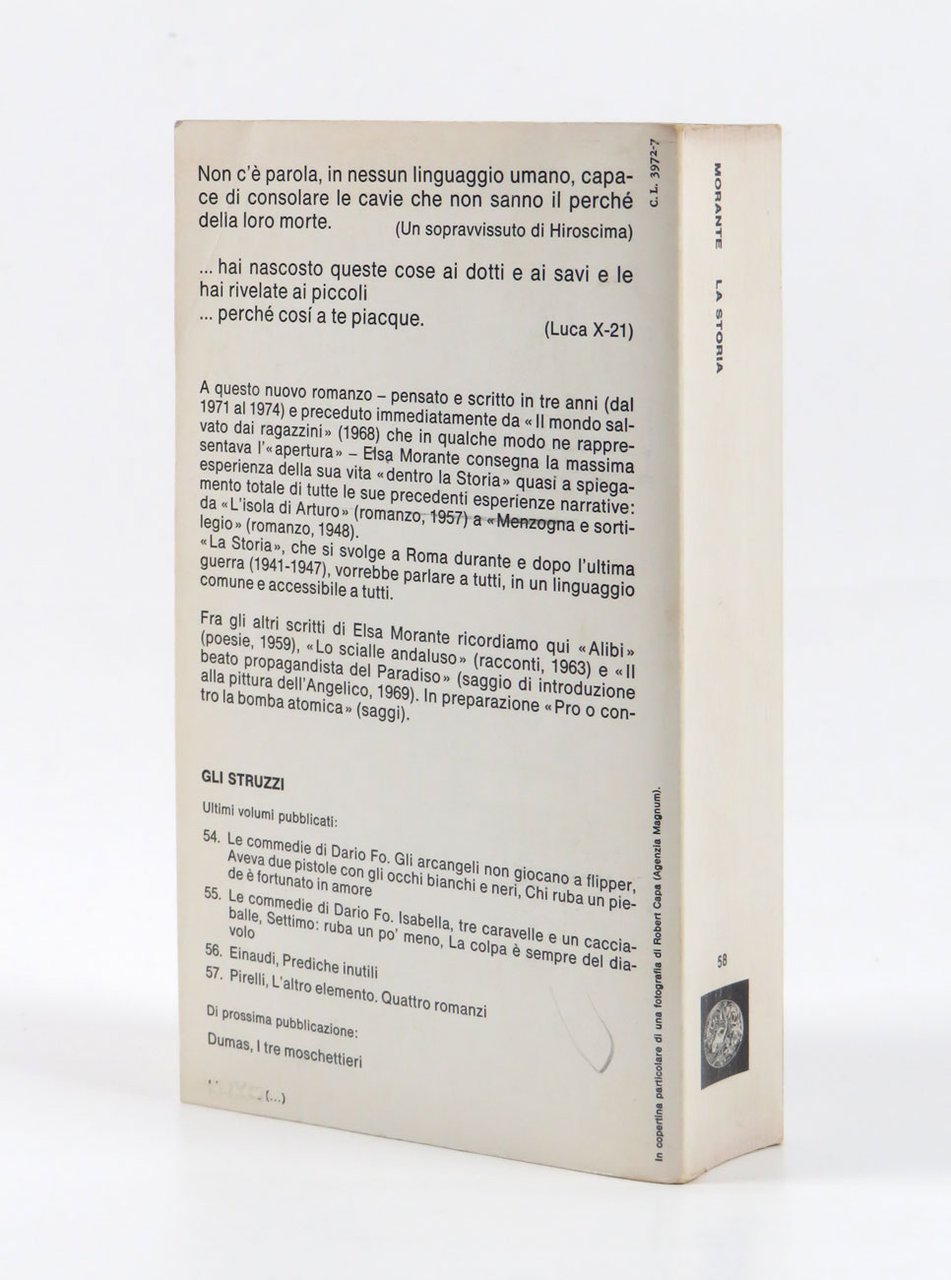 Non c'è parola, in nessun linguaggio umano, capa-
ce di consolare le cavie che non sanno il perché
della loro morte.
(Un sopravvissuto di Hiroscima)
... hai nascosto queste cose ai dotti e ai savi e le
hai rivelate ai piccoli
... perché cosí a te piacque.
(Luca X-21)
A questo nuovo romanzo – pensato e scritto in tre anni (dal
1971 al 1974) e preceduto immediatamente da «Il mondo sal-
vato dai ragazzini» (1968) che in qualche modo ne rappre-
sentava l'«apertura» – Elsa Morante consegna la massima
esperienza della sua vita «dentro la Storia» quasi a spiega-
mento totale di tutte le sue precedenti esperienze narrative:
da «L'isola di Arturo» (romanzo, 1957) a «Menzogna e sorti-
legio» (romanzo, 1948).
«La Storia», che si svolge a Roma durante e dopo l'ultima
guerra (1941-1947), vorrebbe parlare a tutti, in un linguaggio
comune e accessibile a tutti.
Fra gli altri scritti di Elsa Morante ricordiamo qui «Alibi»
(poesie, 1959), «Lo scialle andaluso» (racconti, 1963) e «Il
beato propagandista del Paradiso» (saggio di introduzione
alla pittura dell'Angelico, 1969). In preparazione «Pro o con-
tro la bomba atomica» (saggi).
GLI STRUZZI
Ultimi volumi pubblicati:
54. Le commedie di Dario Fo. Gli arcangeli non giocano a flipper,
Aveva due pistole con gli occhi bianchi e neri, Chi ruba un pie-
de è fortunato in amore
55. Le commedie di Dario Fo. Isabella, tre caravelle e un caccia-
balle, Settimo: ruba un po' meno, La colpa è sempre del dia-
volo
56. Einaudi, Prediche inutili
57. Pirelli, L'altro elemento. Quattro romanzi
Di prossima pubblicazione:
Dumas, I tre moschettieri
(...)
C.L. 3972-7
In copertina particolare di una fotografia di Robert Capa (Agenzia Magnum).
MORANTE LA STORIA
58